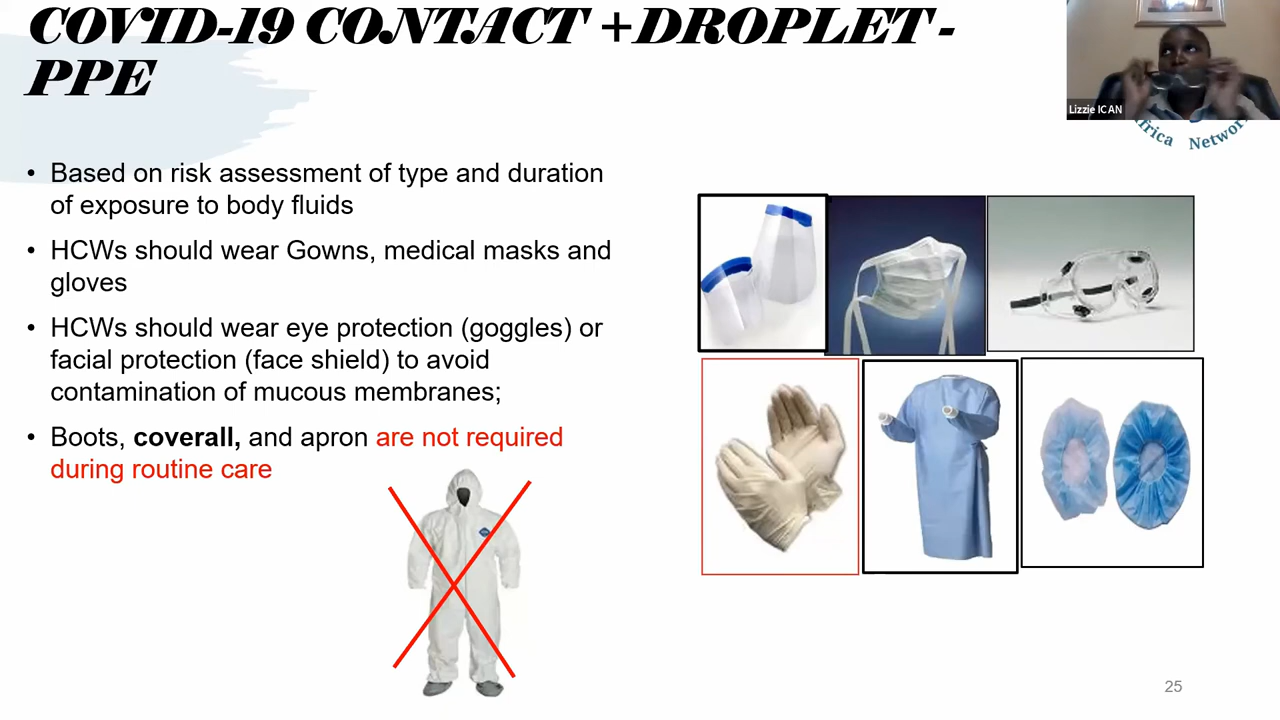 COVID-19 CONTACT +DROPLET -
PPE
Lizzie ICAN
Africa Network
• Based on risk assessment of type and duration
of exposure to body fluids
• HCWs should wear Gowns, medical masks and
gloves
• HCWs should wear eye protection (goggles) or
facial protection (face shield) to avoid
contamination of mucous membranes;
• Boots, coverall, and apron are not required
during routine care
25